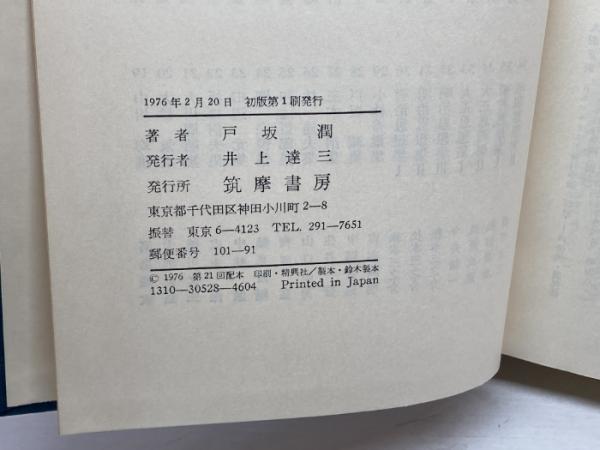 1976年2月20日 初版第1刷発行
著者 戸坂 潤
発行者 井上達三
発行所 筑摩書房
東京都千代田区神田小川町2—8
振替 東京6—4123 TEL. 291—7651
郵便番号 101—91
© 1976 第21回配本 印刷・精興社/製本・鈴木製本
1310—30528—4604 Printed in Japan